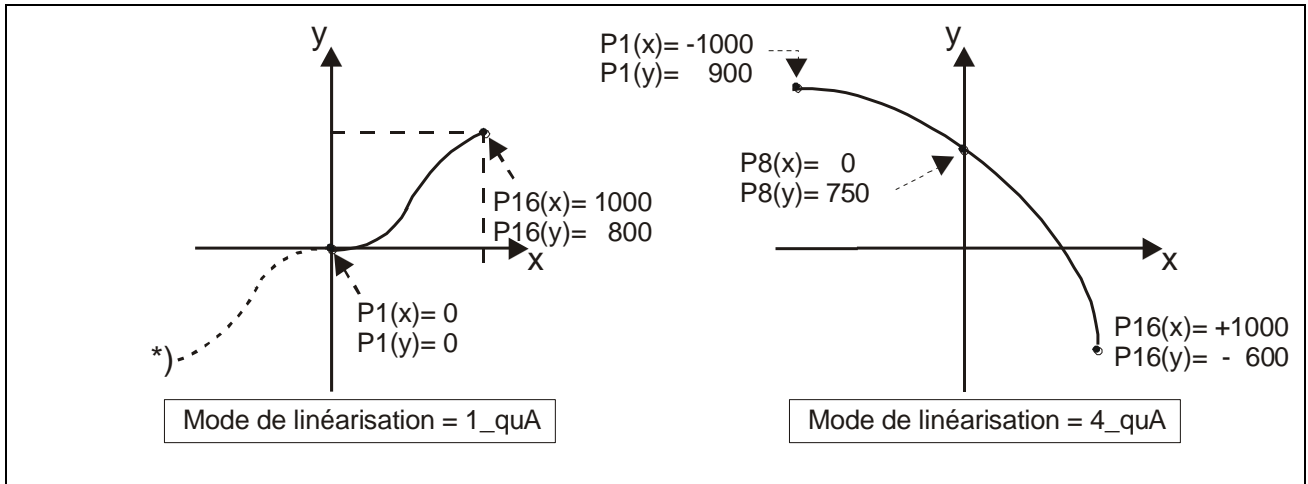 y
P16(x)= 1000
P16(y)= 800
x
P1(x)= 0
P1(y)= 0
*)
Mode de linéarisation = 1_quA
P1(x)= -1000
P1(y)= 900
y
P8(x)= 0
P8(y)= 750
x
P16(x)= +1000
P16(y)= - 600
Mode de linéarisation = 4_quA